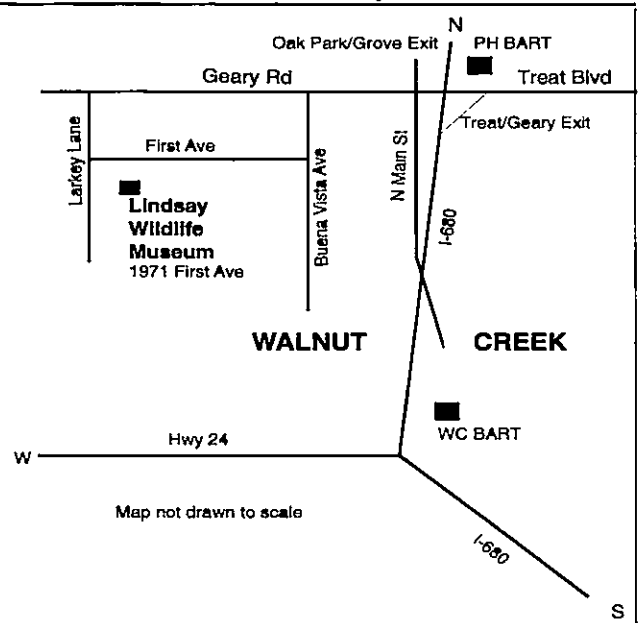 N
Oak Park/Grove Exit
PH BART
Geary Rd
Treat Blvd
Treat/Geary Exit
Larkey Lane
First Ave
Buena Vista Ave
N Main St
I-680
Lindsay
Wildlife
Museum
1971 First Ave
WALNUT CREEK
WC BART
Hwy 24
W
Map not drawn to scale
I-680
S